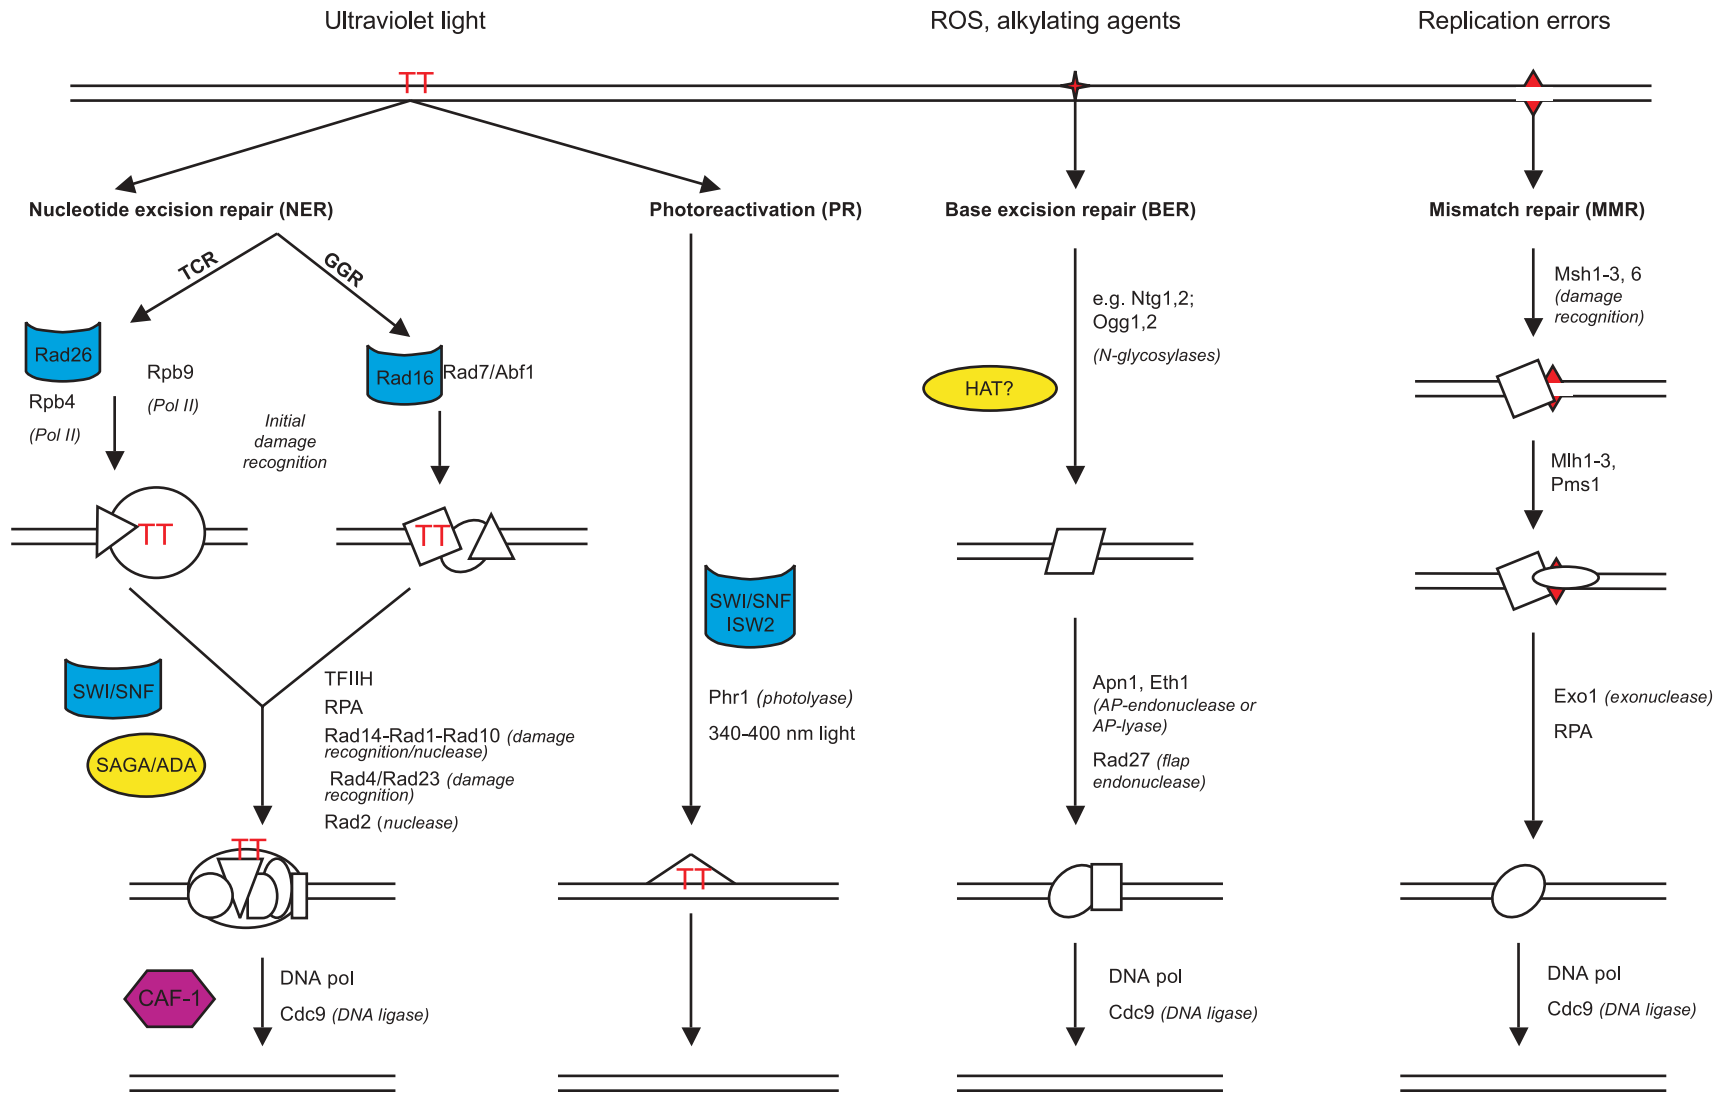 Ultraviolet light
ROS, alkylating agents
Replication errors
TT
Nucleotide excision repair (NER)
Photoreactivation (PR)
Base excision repair (BER)
Mismatch repair (MMR)
TCR
GGR
Rad26
Rpb9
(Pol II)
Rpb4
(Pol II)
Rad16
Rad7/Abf1
Initial
damage
recognition
TT
TT
SWI/SNF
SAGA/ADA
TFIIH
RPA
Rad14-Rad1-Rad10 (damage
recognition/nuclease)
Rad4/Rad23 (damage
recognition)
Rad2 (nuclease)
TT
CAF-1
DNA pol
Cdc9 (DNA ligase)
SWI/SNF
ISW2
Phr1 (photolyase)
340-400 nm light
TT
e.g. Ntg1,2;
Ogg1,2
(N-glycosylases)
HAT?
Apn1, Eth1
(AP-endonuclease or
AP-lyase)
Rad27 (flap
endonuclease)
DNA pol
Cdc9 (DNA ligase)
Msh1-3, 6
(damage
recognition)
Mlh1-3,
Pms1
Exo1 (exonuclease)
RPA
DNA pol
Cdc9 (DNA ligase)